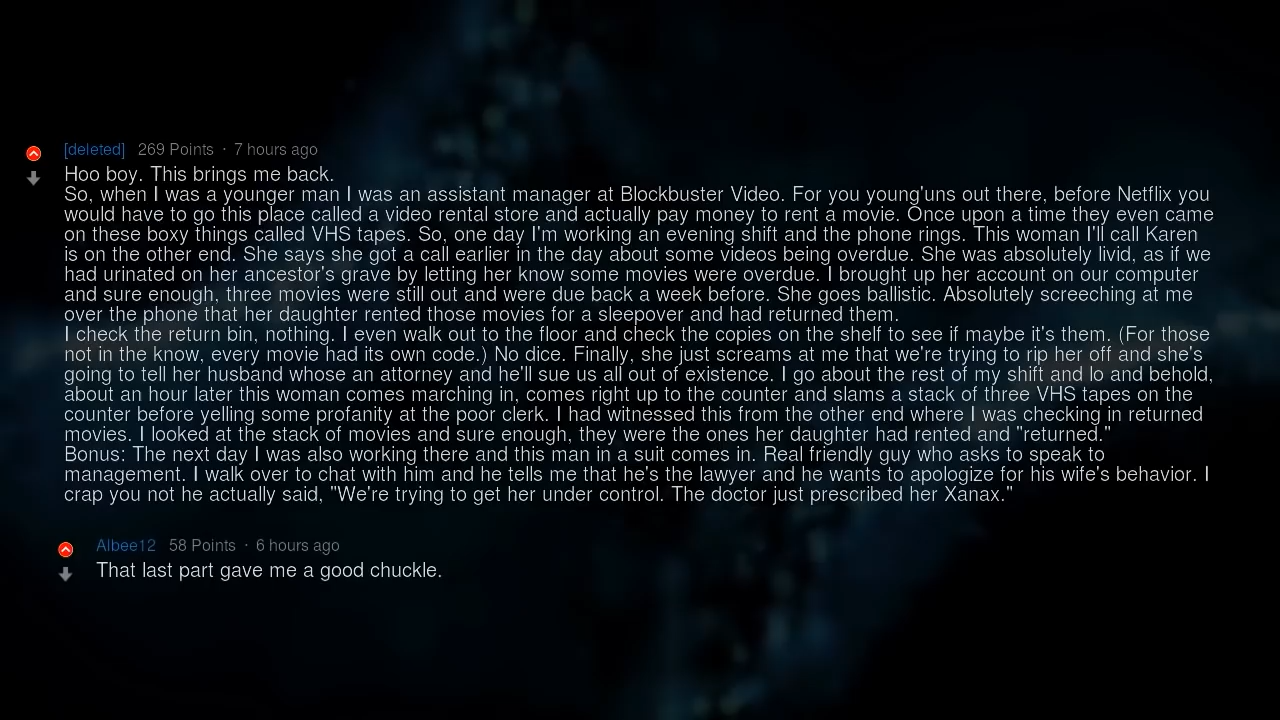 [deleted] 269 Points · 7 hours ago
Hoo boy. This brings me back.
So, when I was a younger man I was an assistant manager at Blockbuster Video. For you young'uns out there, before Netflix you
would have to go this place called a video rental store and actually pay money to rent a movie. Once upon a time they even came
on these boxy things called VHS tapes. So, one day I'm working an evening shift and the phone rings. This woman I'll call Karen
is on the other end. She says she got a call earlier in the day about some videos being overdue. She was absolutely livid, as if we
had urinated on her ancestor's grave by letting her know some movies were overdue. I brought up her account on our computer
and sure enough, three movies were still out and were due back a week before. She goes ballistic. Absolutely screeching at me
over the phone that her daughter rented those movies for a sleepover and had returned them.
I check the return bin, nothing. I even walk out to the floor and check the copies on the shelf to see if maybe it's them. (For those
not in the know, every movie had its own code.) No dice. Finally, she just screams at me that we're trying to rip her off and she's
going to tell her husband whose an attorney and he'll sue us all out of existence. I go about the rest of my shift and lo and behold,
about an hour later this woman comes marching in, comes right up to the counter and slams a stack of three VHS tapes on the
counter before yelling some profanity at the poor clerk. I had witnessed this from the other end where I was checking in returned
movies. I looked at the stack of movies and sure enough, they were the ones her daughter had rented and "returned."
Bonus: The next day I was also working there and this man in a suit comes in. Real friendly guy who asks to speak to
management. I walk over to chat with him and he tells me that he's the lawyer and he wants to apologize for his wife's behavior. I
crap you not he actually said, "We're trying to get her under control. The doctor just prescribed her Xanax."
Albee12 58 Points · 6 hours ago
That last part gave me a good chuckle.